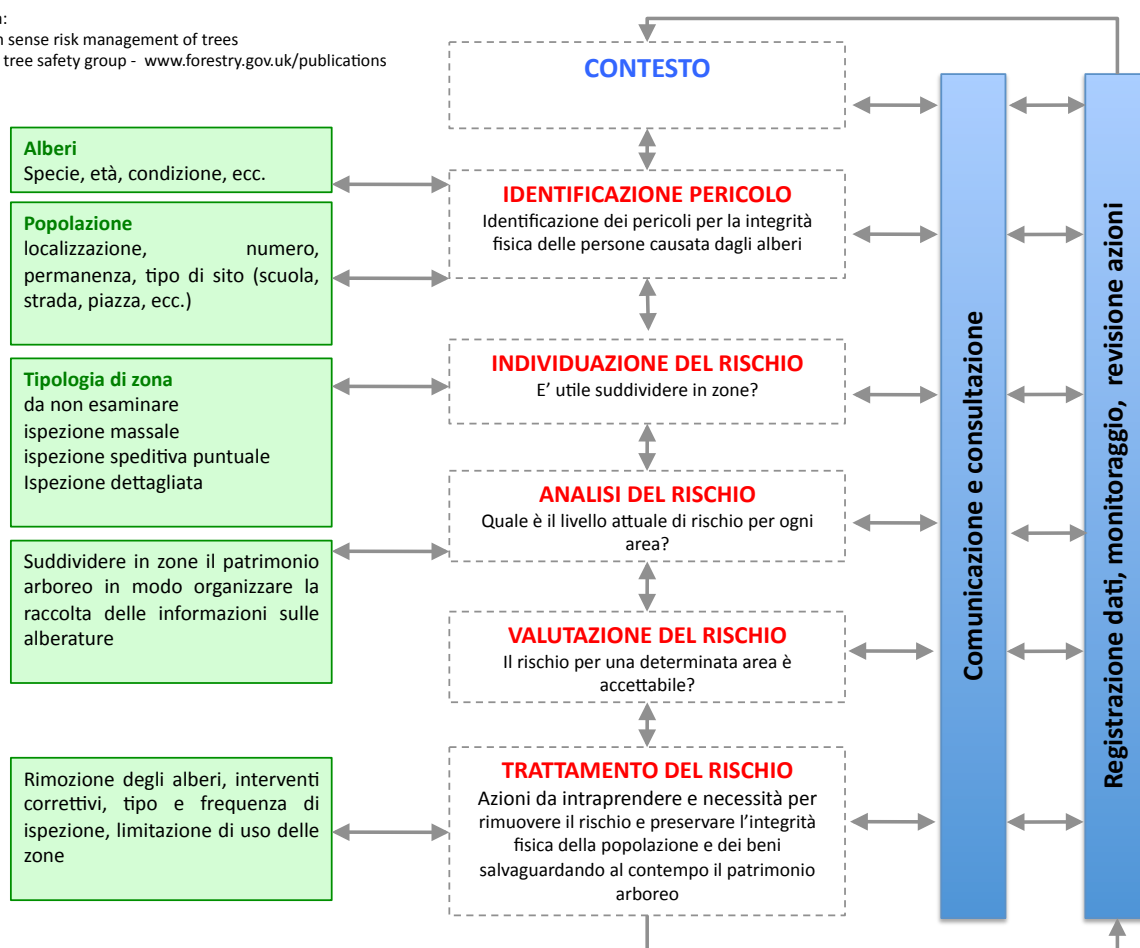 sense risk management of trees
tree safety group - www.forestry.gov.uk/publications
CONTESTO
Alberi
Specie, età, condizione, ecc.
IDENTIFICAZIONE PERICOLO
Identificazione dei pericoli per la integrità
fisica delle persone causata dagli alberi
Popolazione
localizzazione, numero,
permanenza, tipo di sito (scuola,
strada, piazza, ecc.)
INDIVIDUAZIONE DEL RISCHIO
E' utile suddividere in zone?
Tipologia di zona
da non esaminare
ispezione massale
ispezione speditiva puntuale
Ispezione dettagliata
ANALISI DEL RISCHIO
Quale è il livello attuale di rischio per ogni
area?
Suddividere in zone il patrimonio
arboreo in modo organizzare la
raccolta delle informazioni sulle
alberature
VALUTAZIONE DEL RISCHIO
Il rischio per una determinata area è
accettabile?
Rimozione degli alberi, interventi
correttivi, tipo e frequenza di
ispezione, limitazione di uso delle
zone
TRATTAMENTO DEL RISCHIO
Azioni da intraprendere e necessità per
rimuovere il rischio e preservare l'integrità
fisica della popolazione e dei beni
salvaguardando al contempo il patrimonio
arboreo
Comunicazione e consultazione
Registrazione dati, monitoraggio, revisione azioni